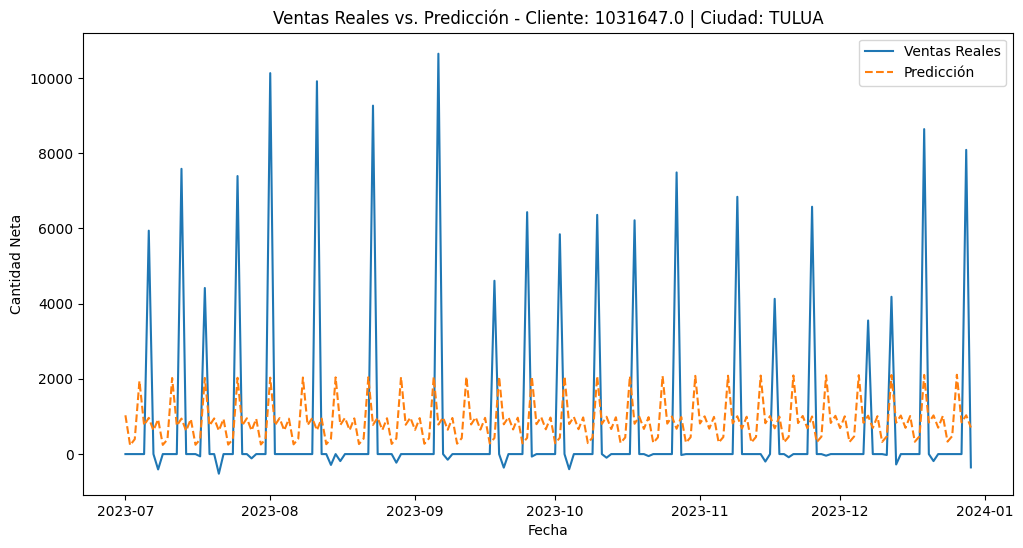 Ventas Reales vs. Predicción - Cliente: 1031647.0 | Ciudad: TULUA
Ventas Reales
Predicción
Cantidad Neta
10000
8000
6000
4000
2000
0
2023-07
2023-08
2023-09
2023-10
2023-11
2023-12
2024-01
Fecha